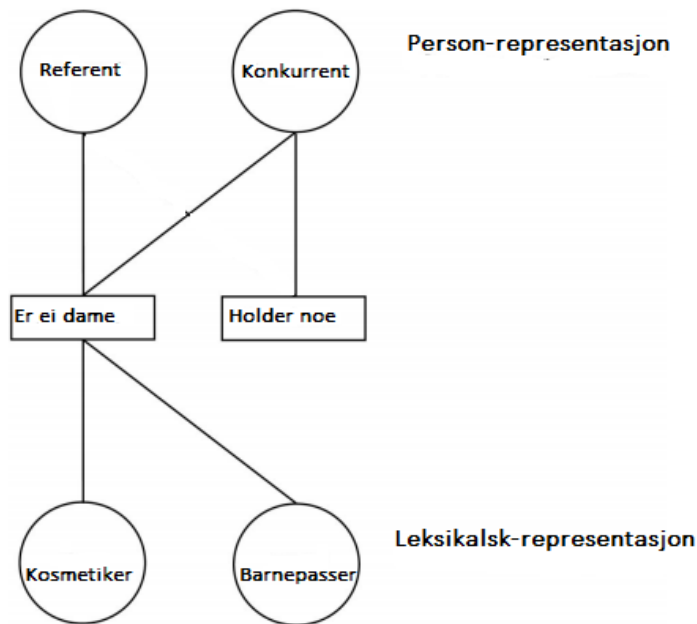 Referent
Konkurrent
Person-representasjon
Er ei dame
Holder noe
Kosmetiker
Barnepasser
Leksikalsk-representasjon